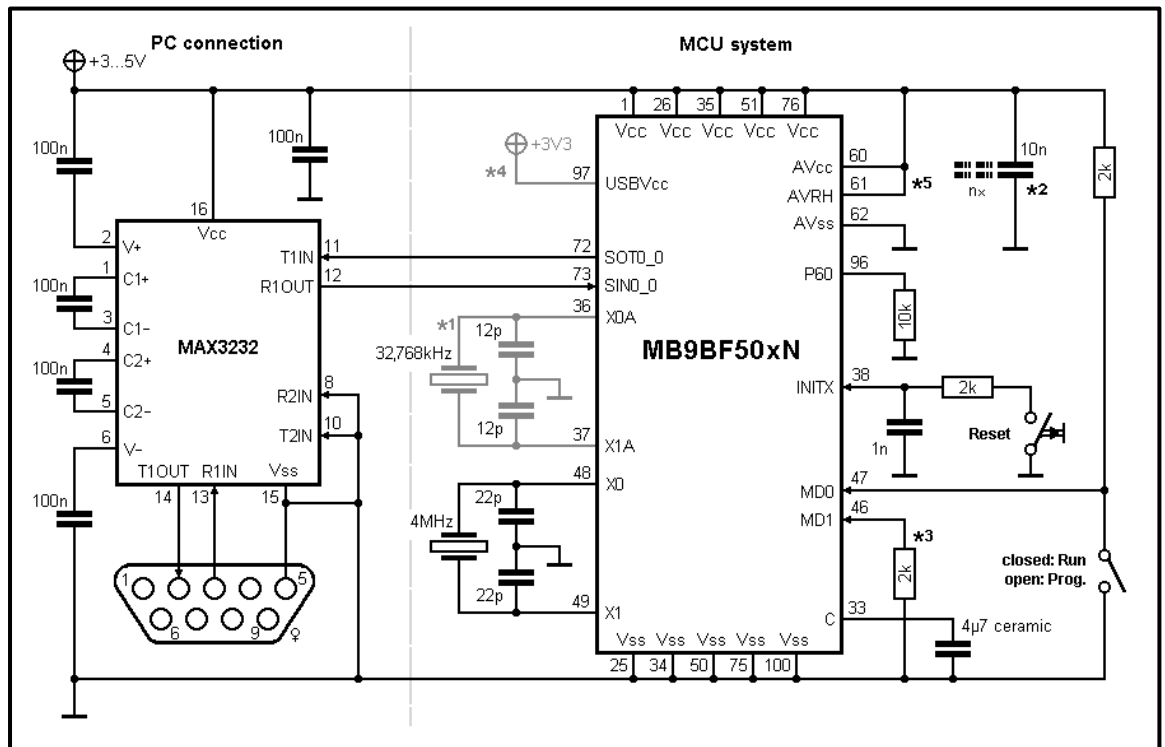 PC connection
MCU system
+3...5V
100n
100n
100n
100n
100n
16
Vcc
2
V+
1
C1+
3
C1−
4
C2+
5
C2−
6
V−
MAX3232
T1IN
11
R1OUT
12
R2IN
8
T2IN
10
T1OUT
R1IN
Vss
14
13
15
1
5
6
9
♀
1
26
35
51
76
Vcc
Vcc
Vcc
Vcc
Vcc
+3V3
*4
97
USBVcc
72
SOT0_0
73
SIN0_0
36
X0A
*1
32,768kHz
12p
12p
37
X1A
48
X0
4MHz
22p
22p
49
X1
MB9BF50xN
AVcc
60
AVRH
61
*5
AVss
62
P60
96
10k
INITX
38
2k
Reset
1n
MD0
47
MD1
46
*3
2k
C
33
4µ7 ceramic
10n
nx
*2
2k
closed: Run
open: Prog.
Vss
Vss
Vss
Vss
Vss
25
34
50
75
100